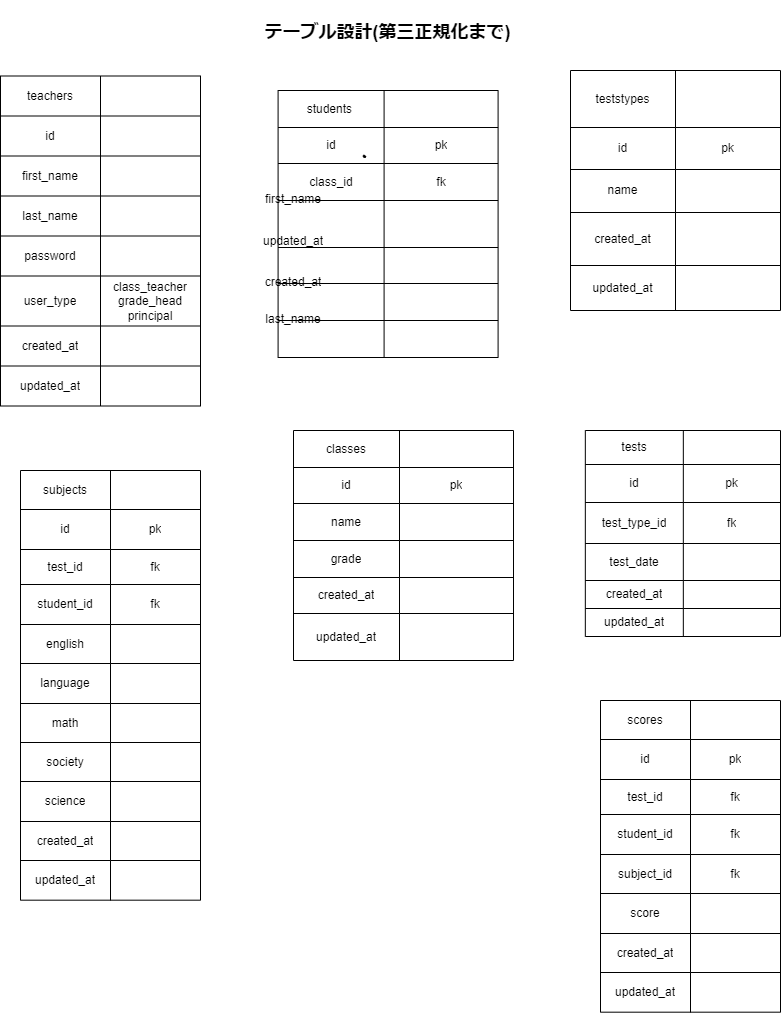 テーブル設計(第三正規化まで)
teachers
id
first_name
last_name
password
user_type
class_teacher
grade_head
principal
created_at
updated_at
students
id pk
class_id fk
first_name
updated_at
created_at
last_name
teststypes
id pk
name
created_at
updated_at
subjects
id pk
test_id fk
student_id fk
english
language
math
society
science
created_at
updated_at
classes
id pk
name
grade
created_at
updated_at
tests
id pk
test_type_id fk
test_date
created_at
updated_at
scores
id pk
test_id fk
student_id fk
subject_id fk
score
created_at
updated_at